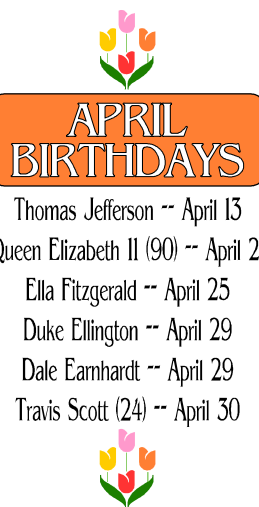 APRIL
BIRTHDAYS
Thomas Jefferson -- April 13
Queen Elizabeth 11 (90) -- April 2
Ella Fitzgerald -- April 25
Duke Ellington -- April 29
Dale Earnhardt -- April 29
Travis Scott (24) -- April 30